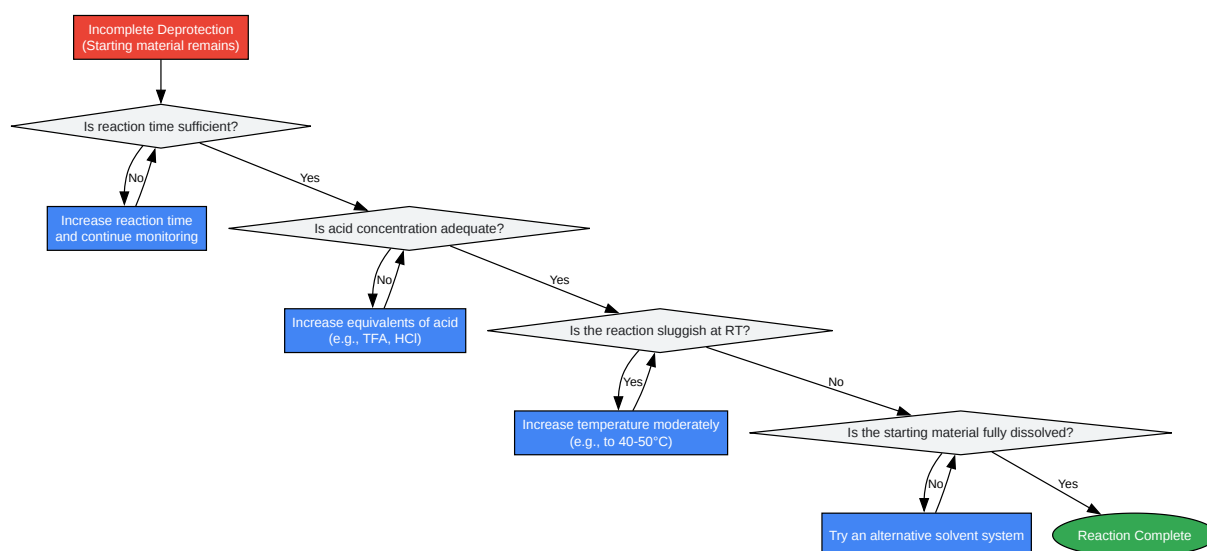 Incomplete Deprotection
(Starting material remains)
Is reaction time sufficient?
No
Yes
Increase reaction time
and continue monitoring
Is acid concentration adequate?
No
Yes
Increase equivalents of acid
(e.g., TFA, HCl)
Is the reaction sluggish at RT?
Yes
No
Increase temperature moderately
(e.g., to 40-50°C)
Is the starting material fully dissolved?
No
Yes
Try an alternative solvent system
Reaction Complete